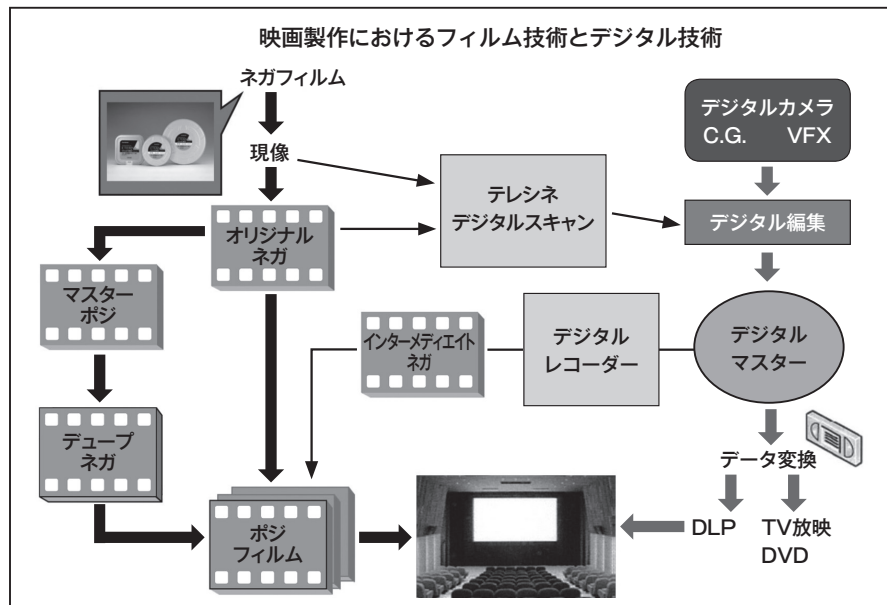 映画製作におけるフィルム技術とデジタル技術
ネガフィルム
現像
オリジナル
ネガ
マスター
ポジ
デュープ
ネガ
ポジ
フィルム
テレシネ
デジタルスキャン
インターメディエイト
ネガ
デジタル
レコーダー
デジタルカメラ
C.G. VFX
デジタル編集
デジタル
マスター
データ変換
DLP
TV放映
DVD